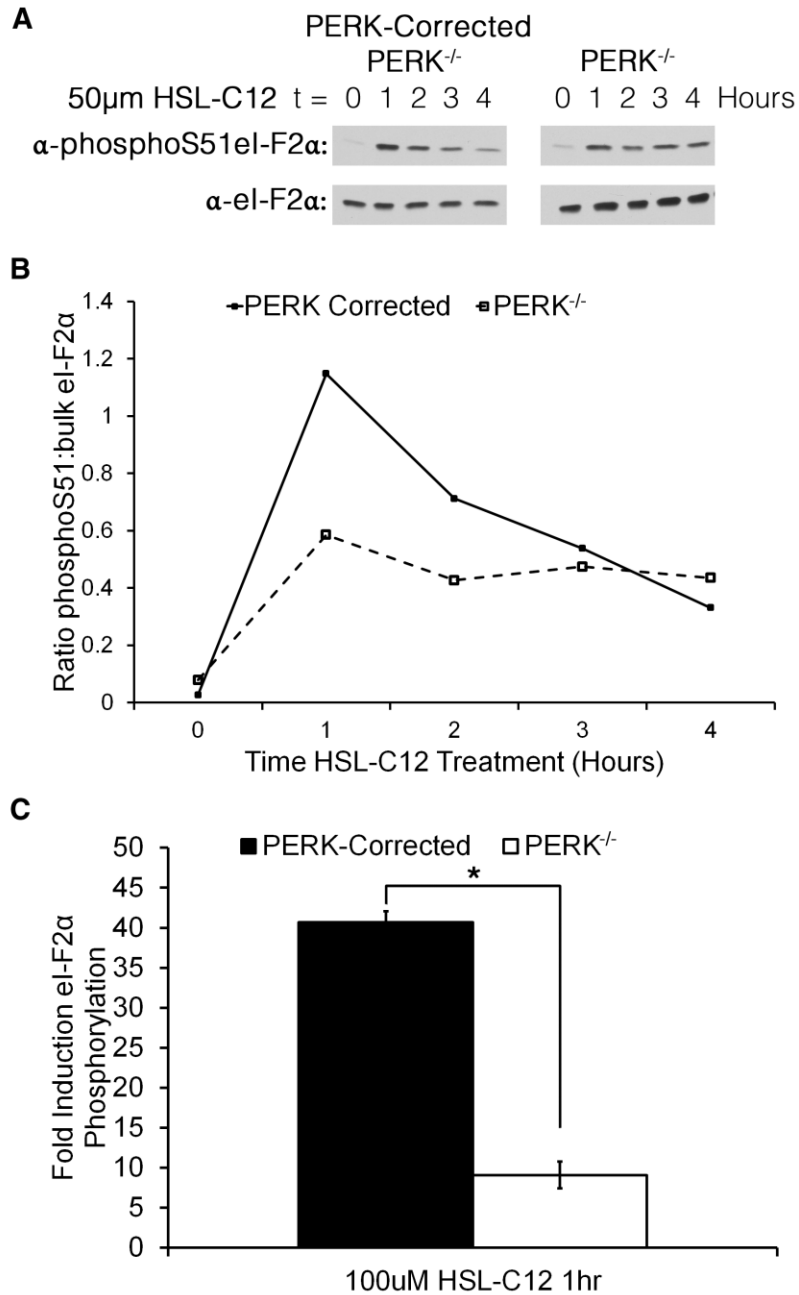 A
PERK-Corrected
PERK-/- PERK-/-
50µm HSL-C12 t = 0 1 2 3 4 0 1 2 3 4 Hours
α-phosphoS51eI-F2α:
α-eI-F2α:
B
PERK Corrected PERK-/-
Ratio phosphoS51:bulk eI-F2α
1.4
1.2
1
0.8
0.6
0.4
0.2
0
0 1 2 3 4
Time HSL-C12 Treatment (Hours)
C
PERK-Corrected PERK-/-
*
Fold Induction eI-F2α
Phosphorylation
50
45
40
35
30
25
20
15
10
5
0
100uM HSL-C12 1hr